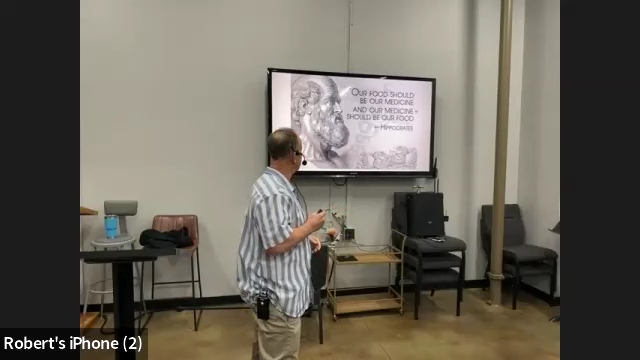 OUR FOOD SHOULD
BE OUR MEDICINE
AND OUR MEDICINE
SHOULD BE OUR FOOD
- HIPPOCRATES
Robert's iPhone (2)